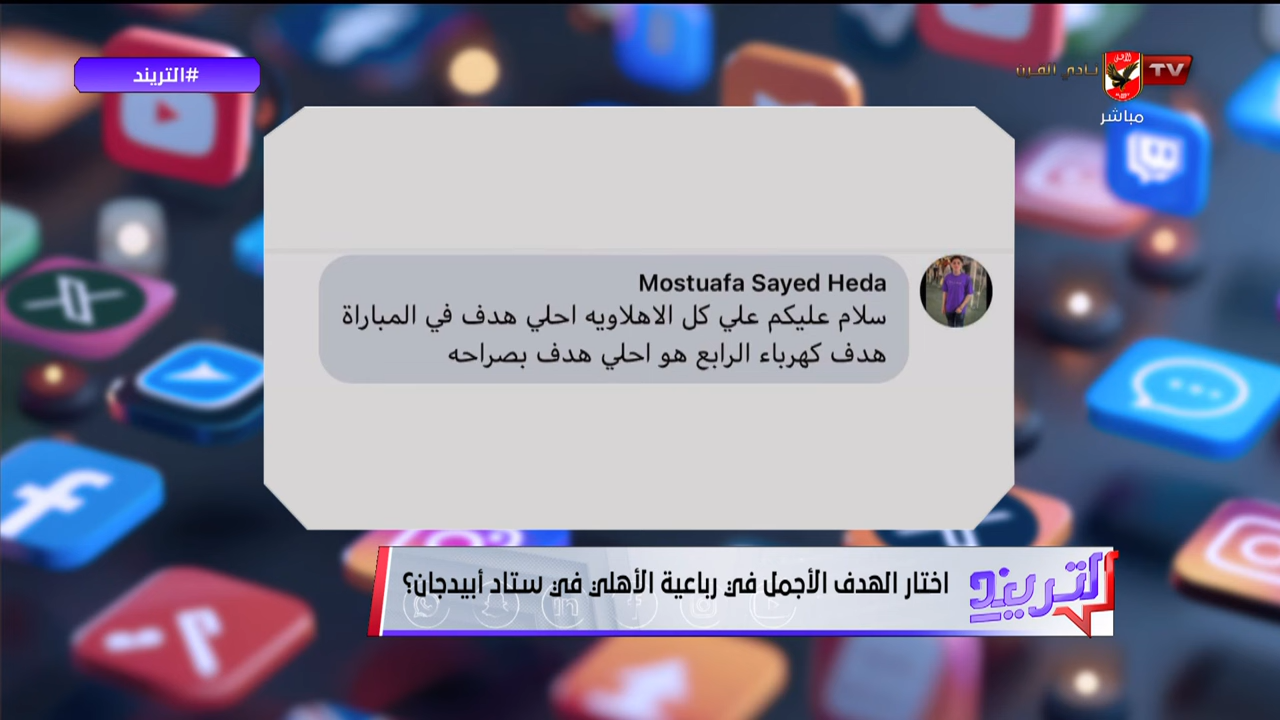 #التريند
TV
مباشر
Mostuafa Sayed Heda
سلام عليكم علي كل الاهلاويه احلي هدف في المباراة
هدف كهرباء الرابع هو احلي هدف بصراحه
التريند
اختار الهدف الأجمل في رباعية الأهلي في ستاد أبيدجان؟